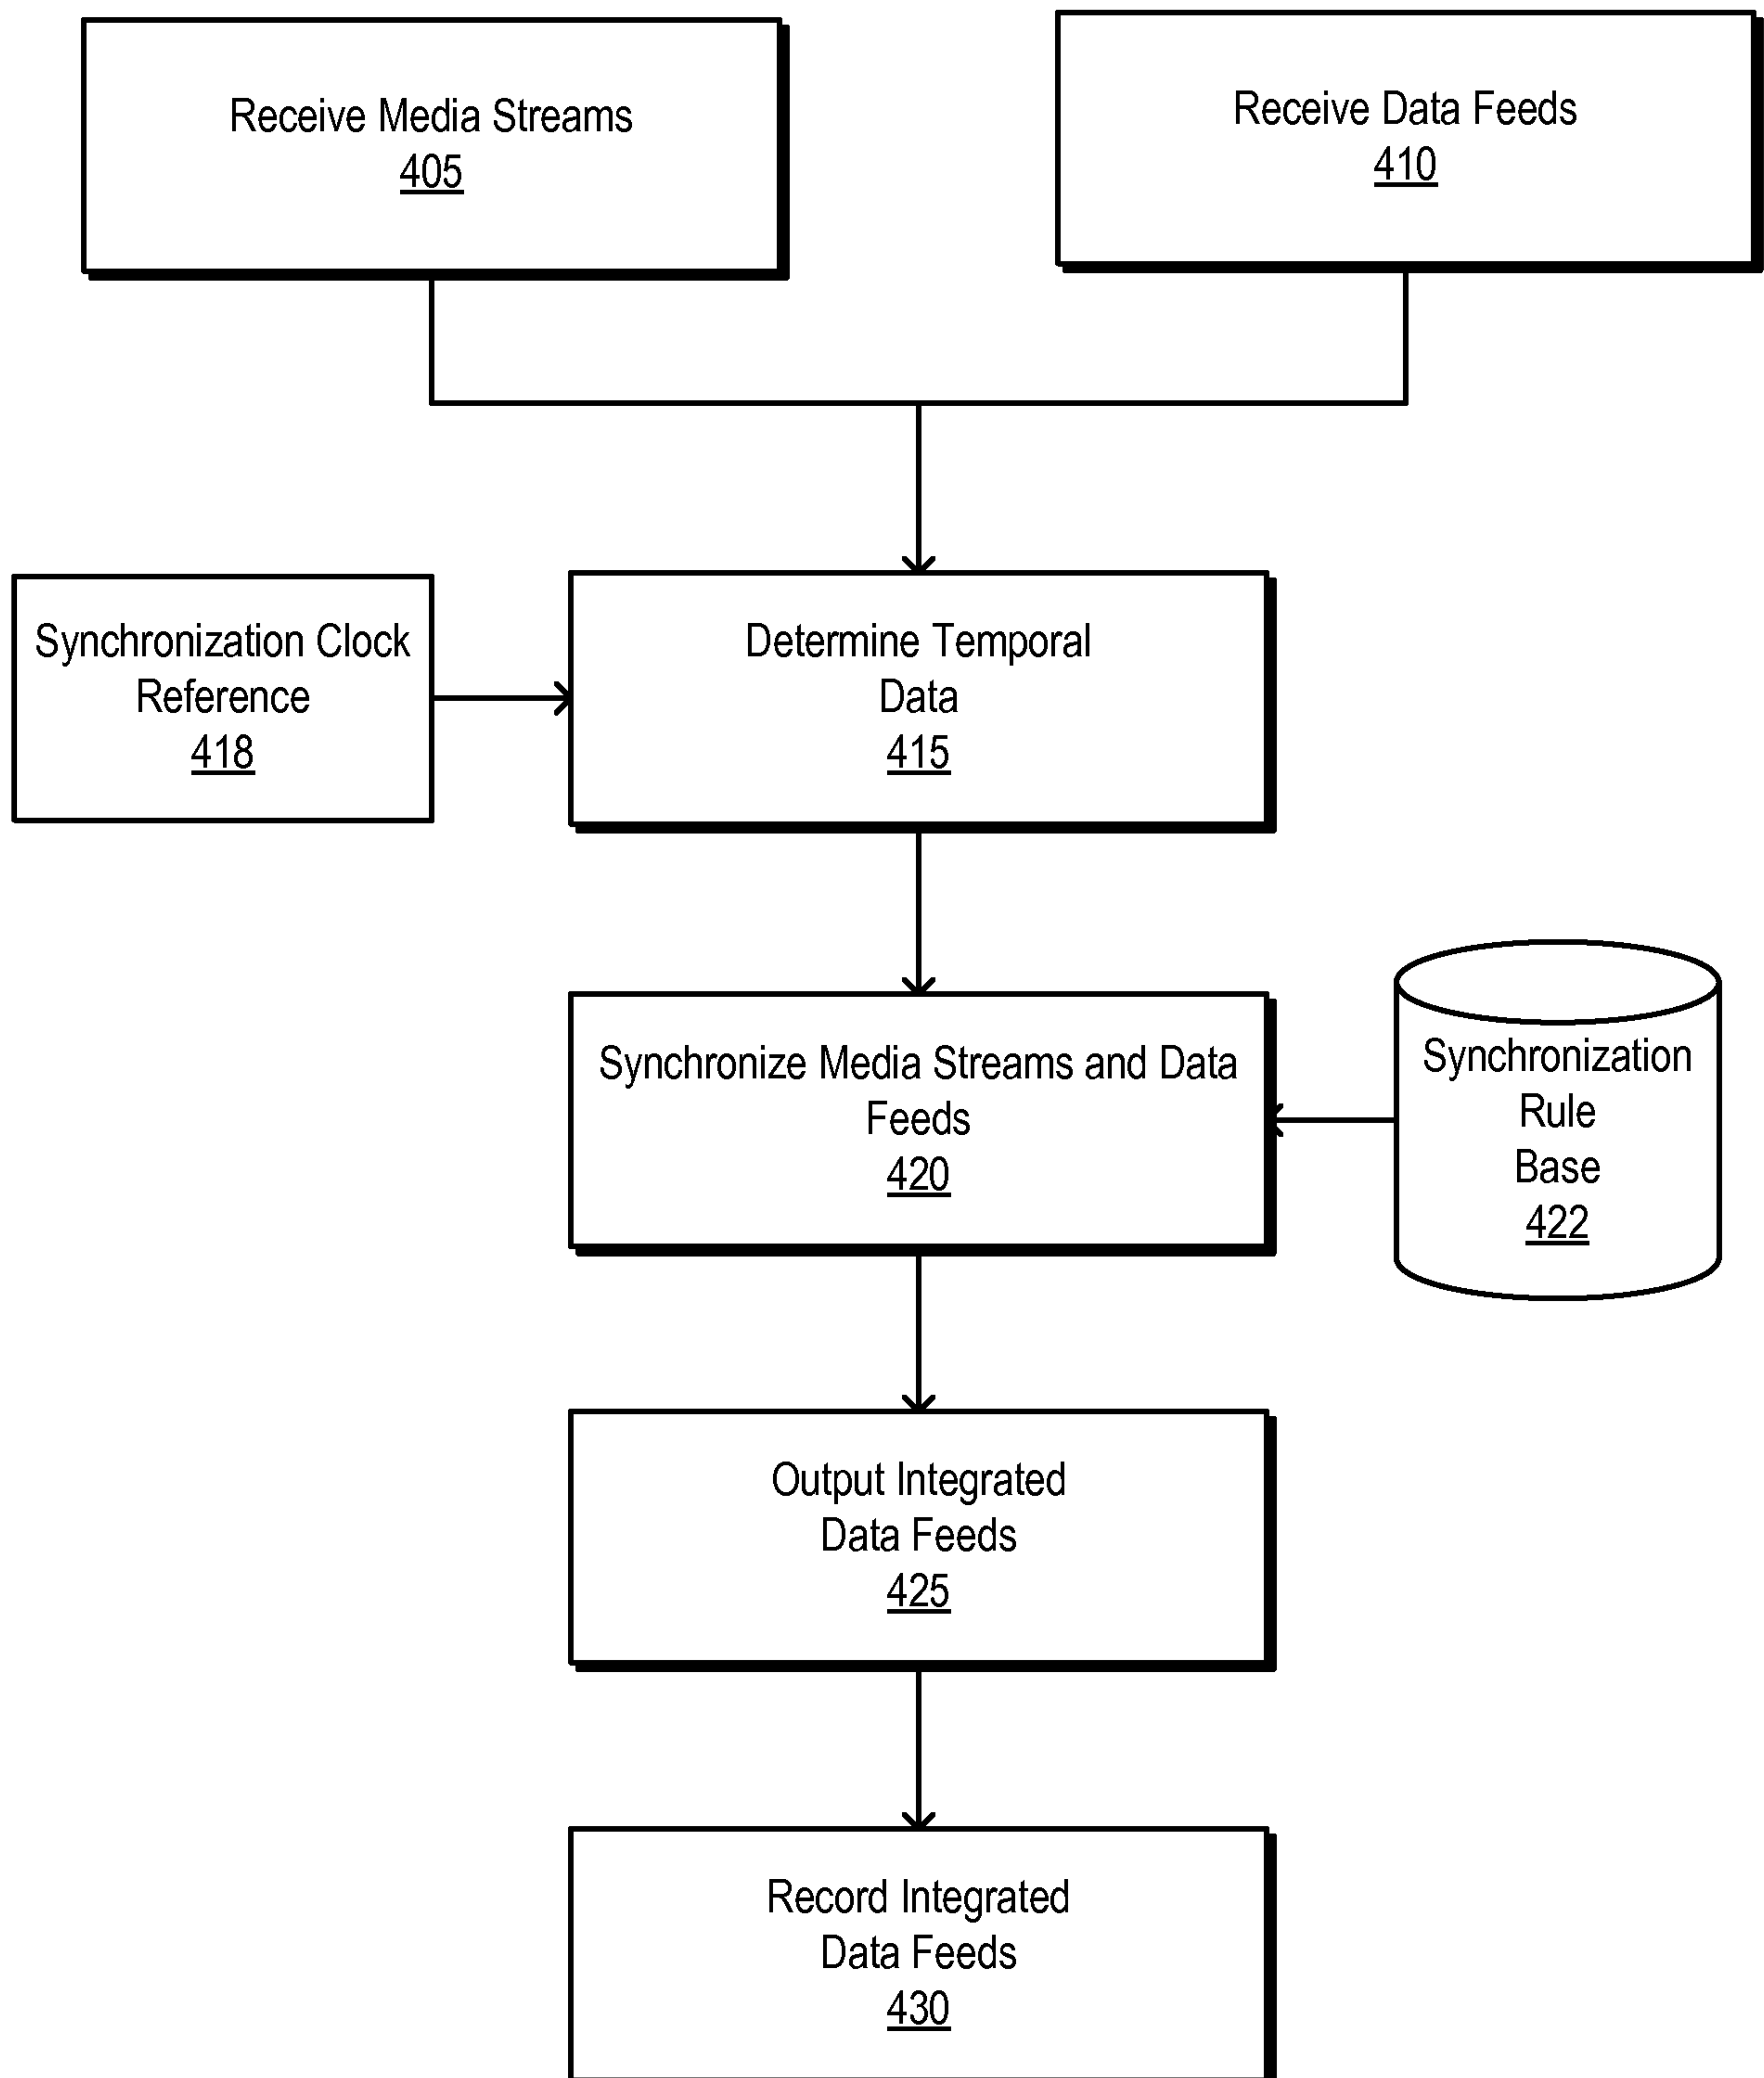 Receive Media Streams
405
Receive Data Feeds
410
Synchronization Clock
Reference
418
Determine Temporal
Data
415
Synchronize Media Streams and Data
Feeds
420
Synchronization
Rule
Base
422
Output Integrated
Data Feeds
425
Record Integrated
Data Feeds
430